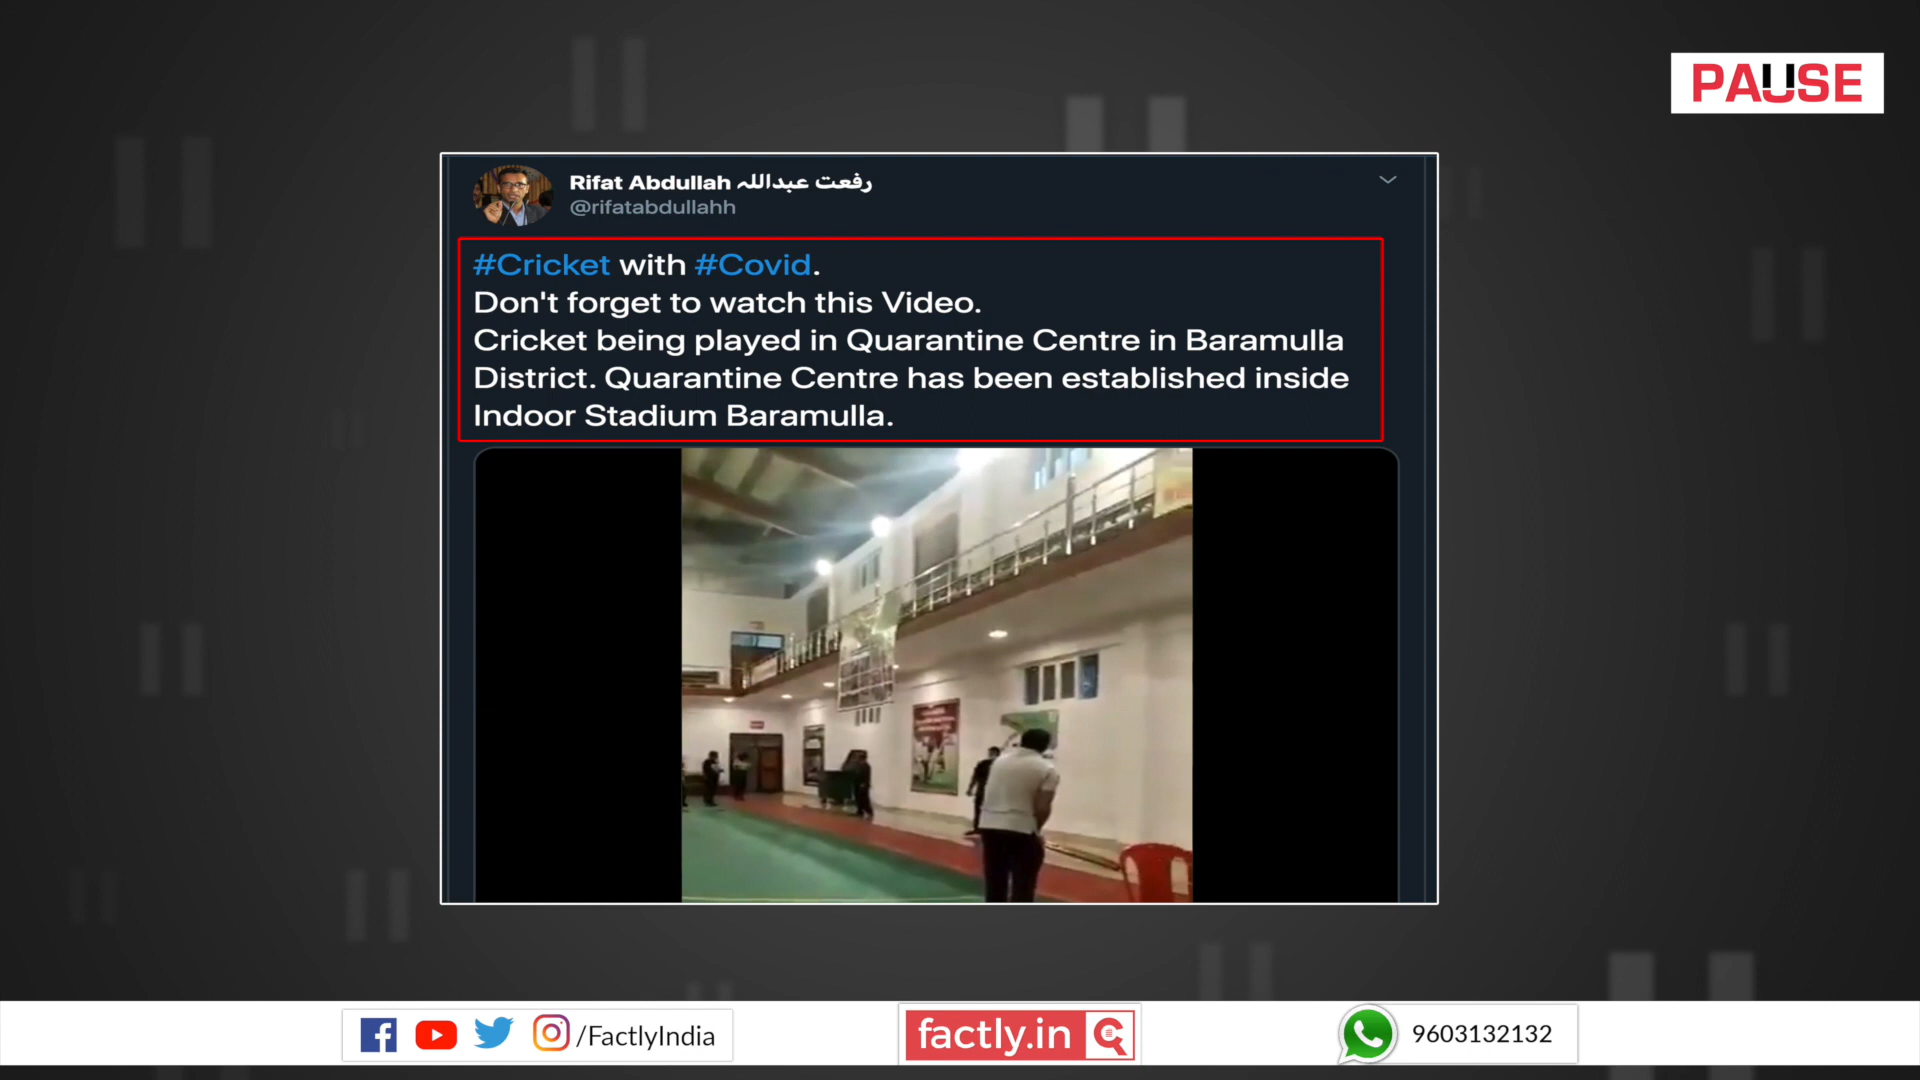 PAUSE
Rifat Abdullah رفعت عبداللہ
@rifatabdullahh
#Cricket with #Covid.
Don't forget to watch this Video.
Cricket being played in Quarantine Centre in Baramulla
District. Quarantine Centre has been established inside
Indoor Stadium Baramulla.
/FactlyIndia
factly.in
9603132132